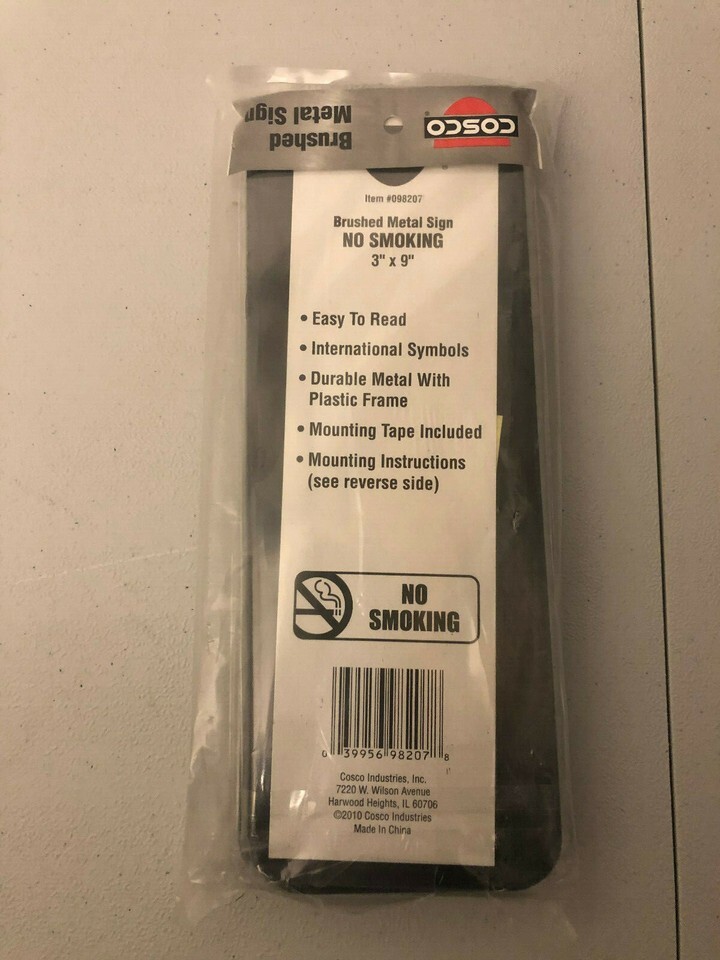 Brushed
Metal Sign
COSCO
®
Item #098207
Brushed Metal Sign
NO SMOKING
3" x 9"
• Easy To Read
• International Symbols
• Durable Metal With
Plastic Frame
• Mounting Tape Included
• Mounting Instructions
(see reverse side)
NO
SMOKING
0 39956 98207 8
Cosco Industries, Inc.
7220 W. Wilson Avenue
Harwood Heights, IL 60706
©2010 Cosco Industries
Made In China